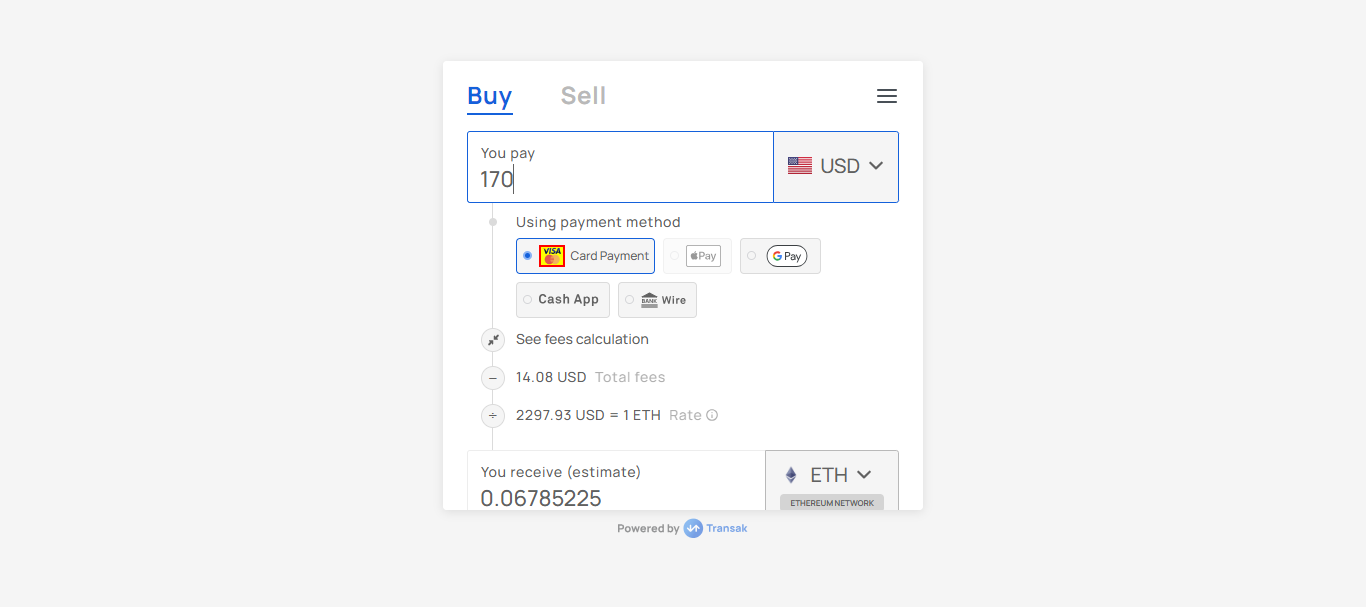 Buy Sell
You pay
170
USD
Using payment method
VISA Card Payment
Pay
G Pay
Cash App
BANK Wire
See fees calculation
– 14.08 USD Total fees
÷ 2297.93 USD = 1 ETH Rate
You receive (estimate)
0.06785225
ETH
ETHEREUM NETWORK
Powered by Transak